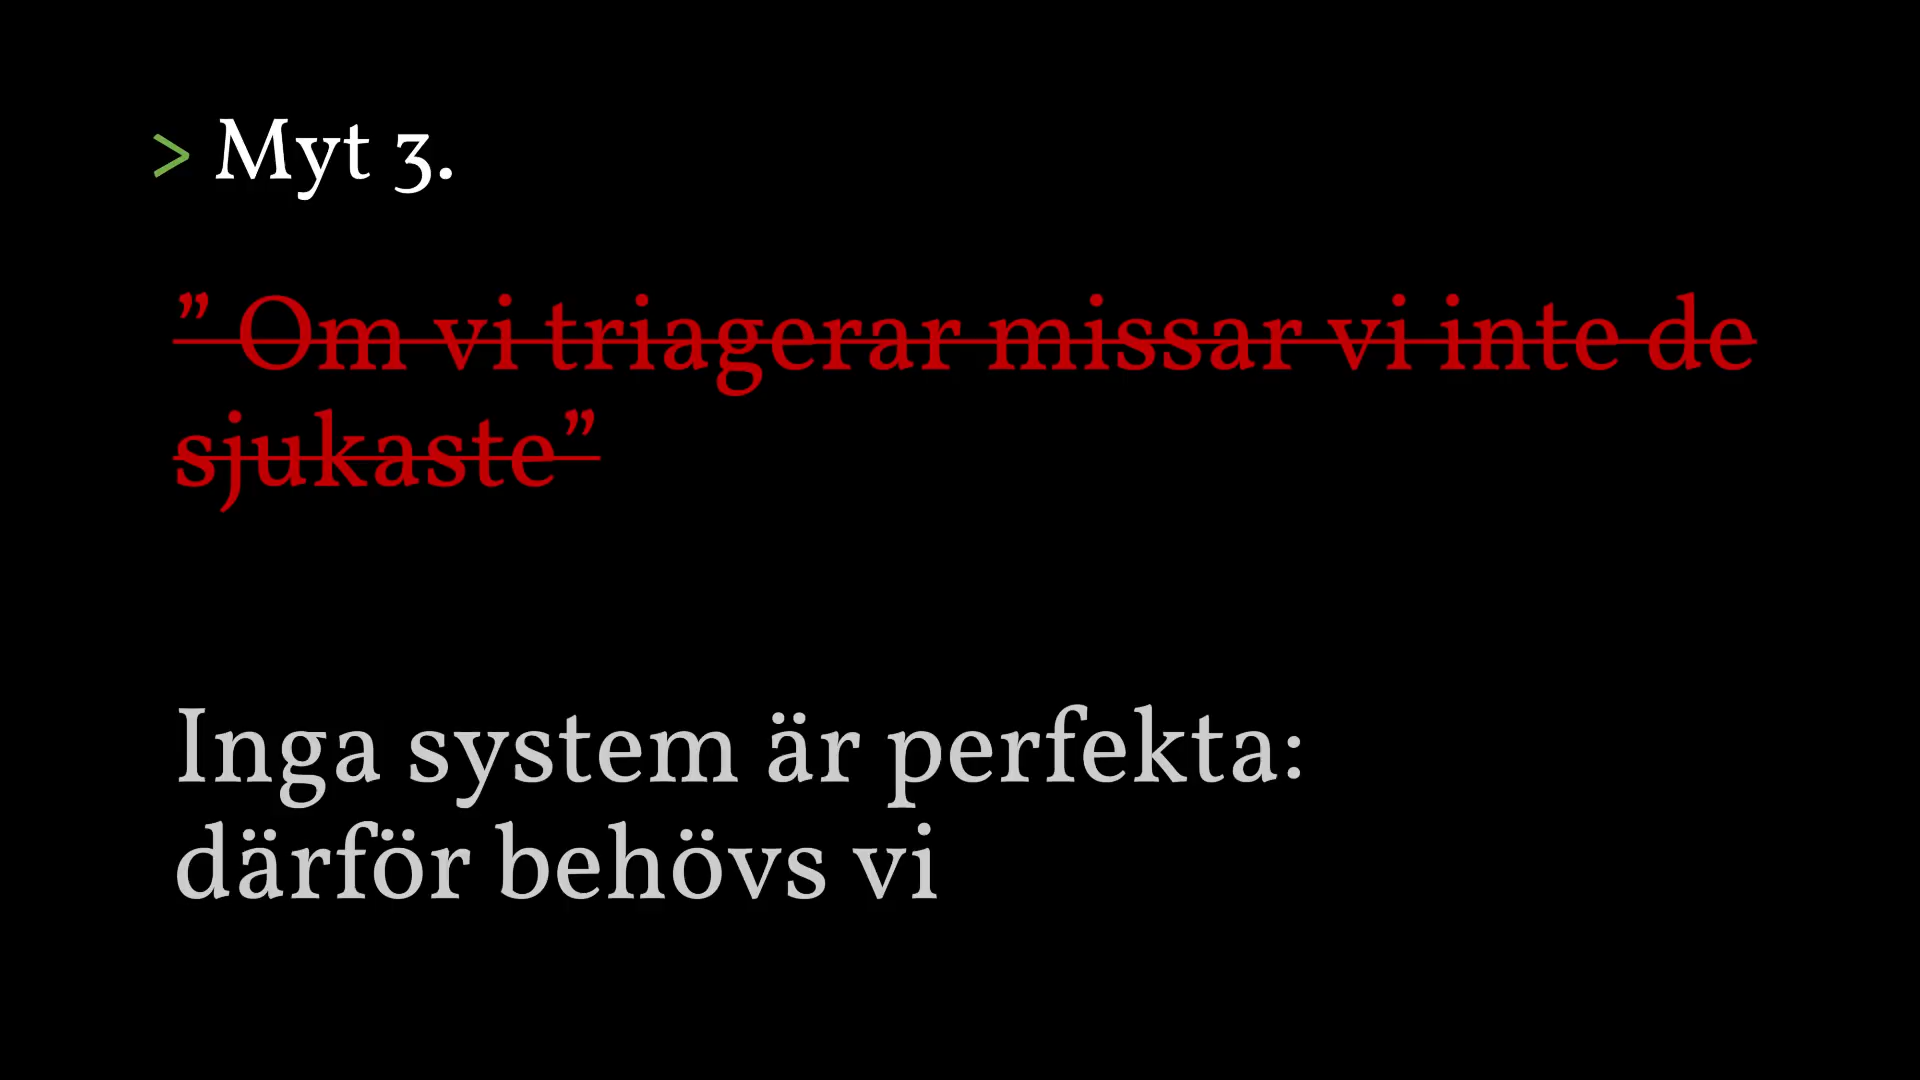 > Myt 3.
” Om vi triagerar missar vi inte de
sjukaste”
Inga system är perfekta:
därför behövs vi